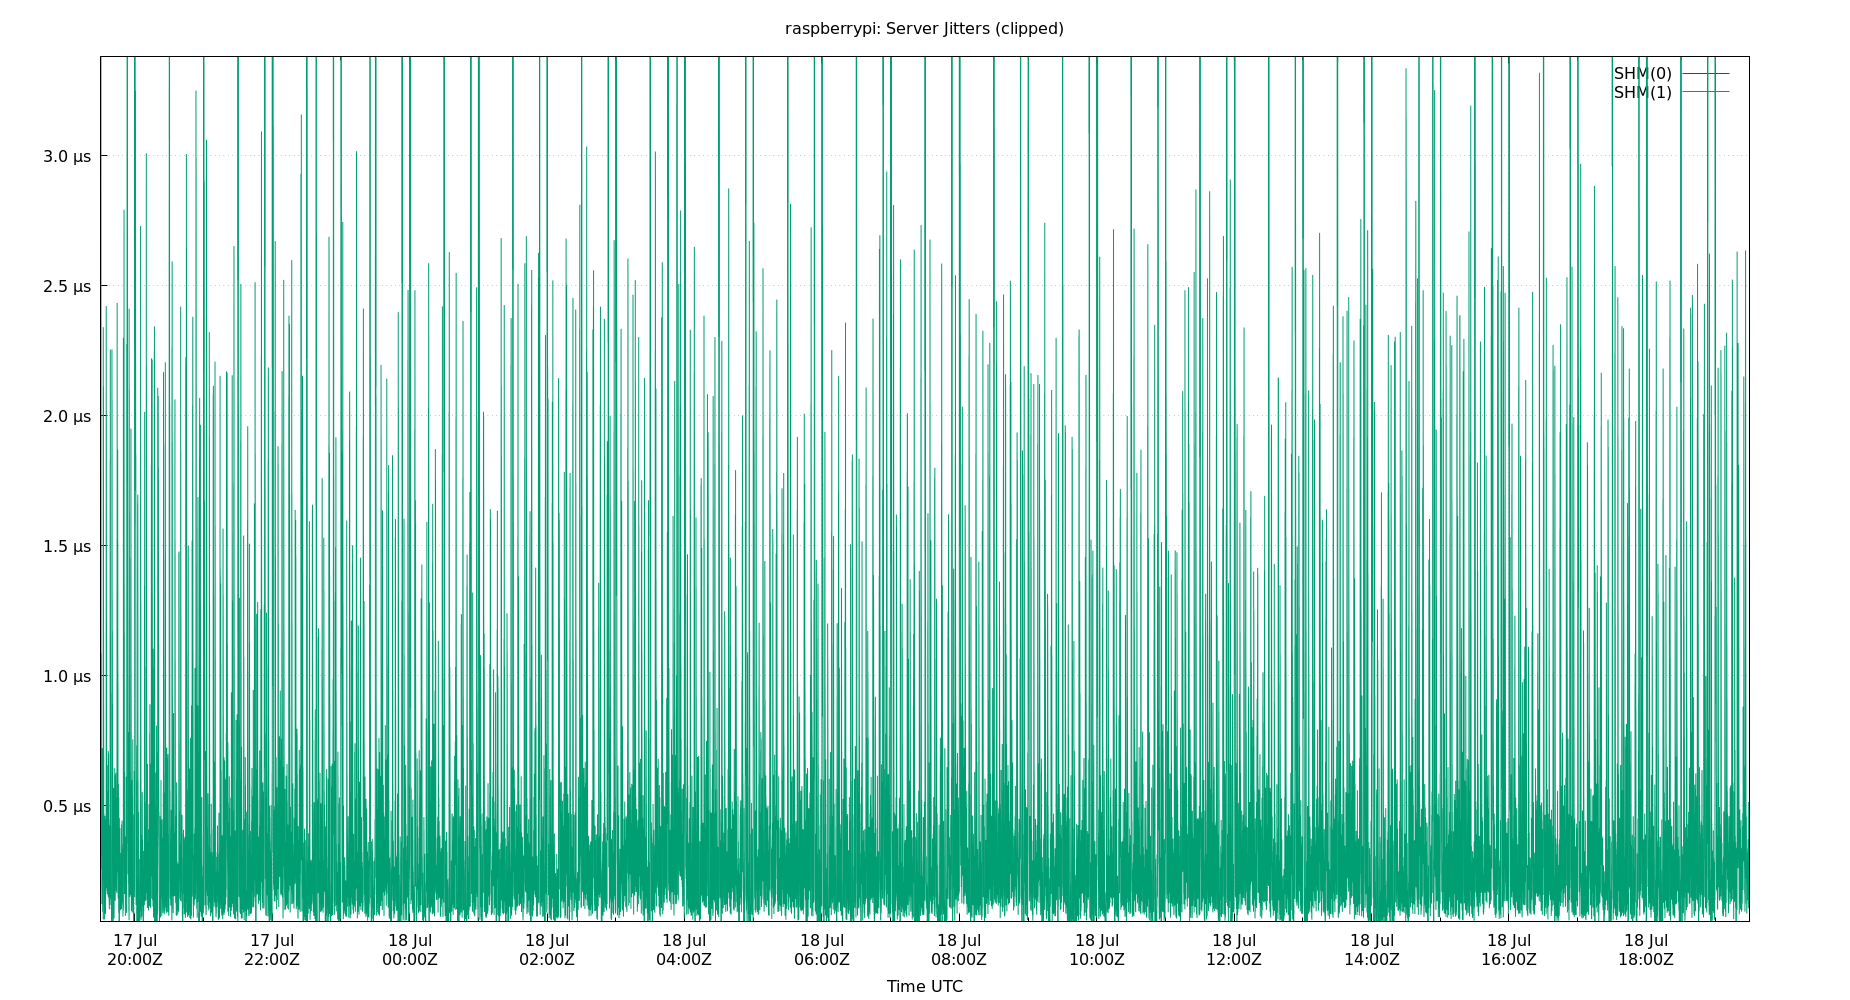 raspberrypi: Server Jitters (clipped)
SHM(0)
SHM(1)
3.0 μs
2.5 μs
2.0 μs
1.5 μs
1.0 μs
0.5 μs
17 Jul 17 Jul 18 Jul 18 Jul 18 Jul 18 Jul 18 Jul 18 Jul 18 Jul 18 Jul 18 Jul 18 Jul
20:00Z 22:00Z 00:00Z 02:00Z 04:00Z 06:00Z 08:00Z 10:00Z 12:00Z 14:00Z 16:00Z 18:00Z
Time UTC